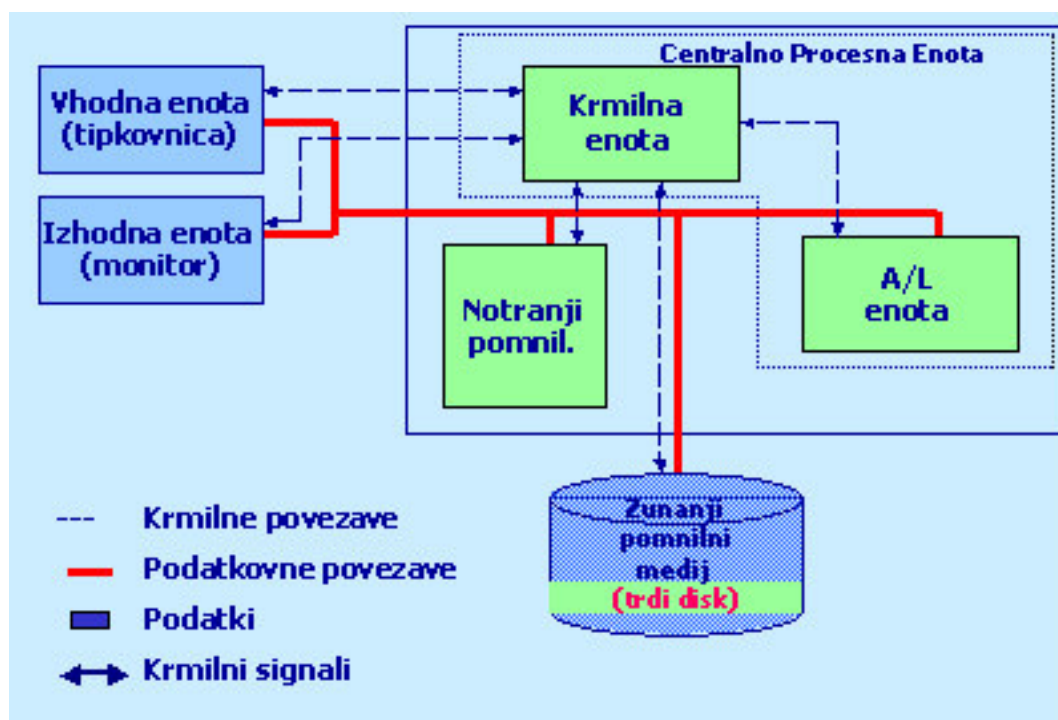 Centralno Procesna Enota
Vhodna enota
(tipkovnica)
Krmilna
enota
Izhodna enota
(monitor)
Notranji
pomnil.
A/L
enota
Zunanji
pomnilni
medij
(trdi disk)
Krmilne povezave
Podatkovne povezave
Podatki
Krmilni signali